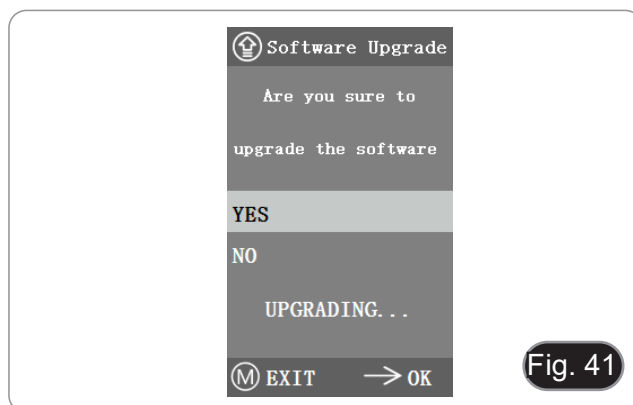 Software Upgrade
Are you sure to
upgrade the software
YES
NO
UPGRADING...
M EXIT → OK
Fig. 41